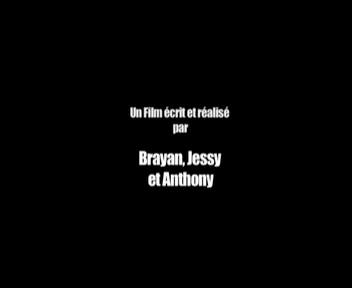 Un Film écrit et réalisé
par
Brayan, Jessy
et Anthony